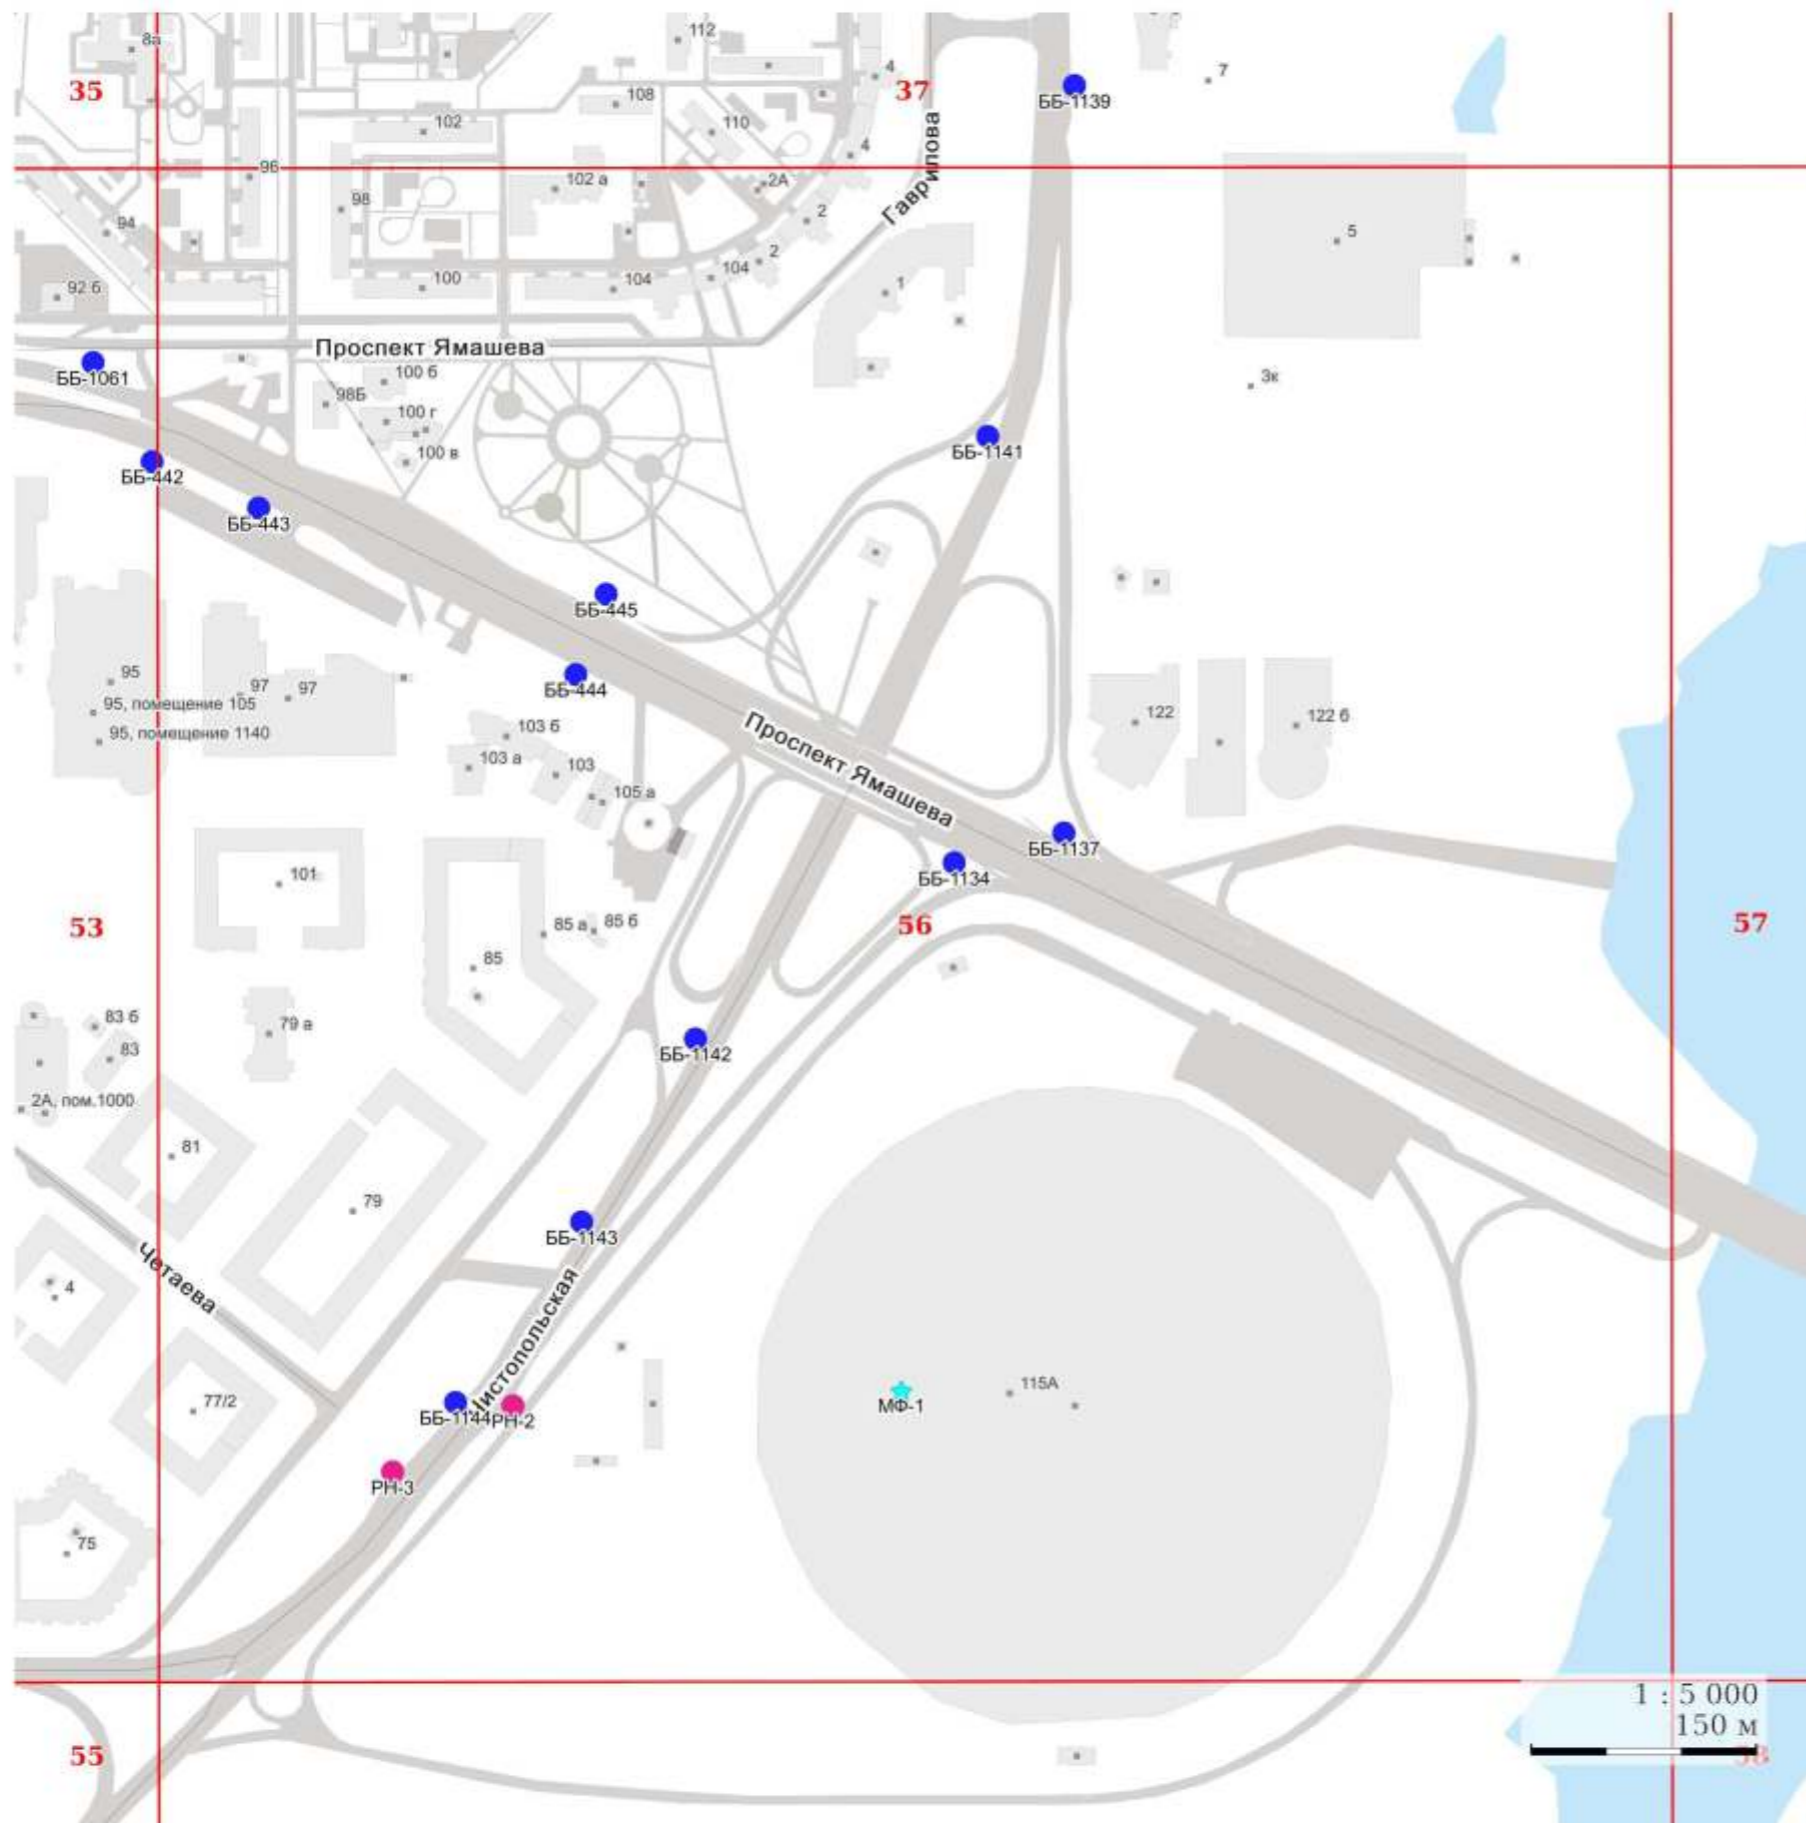 8а
112
4
7
35
37
ББ-1139
108
102
110
4
Гаврилова
96
102 а
2А
98
2
94
5
2
104
100
104
92 б
1
Проспект Ямашева
ББ-1061
100 б
3к
98Б
100 г
ББ-1141
100 в
ББ-442
ББ-443
ББ-445
95
ББ-444
97
97
95, помещение 105
122
122 б
103 б
95, помещение 1140
Проспект Ямашева
103 а
103
105 а
ББ-1137
101
ББ-1134
53
85 а
85 б
56
57
85
83 б
79 а
83
ББ-1142
2А, пом.1000
81
79
ББ-1143
Четаева
4
Чистопольская
115А
77/2
МФ-1
ББ-1144
РН-2
РН-3
75
1 : 5 000
150 м
55
58